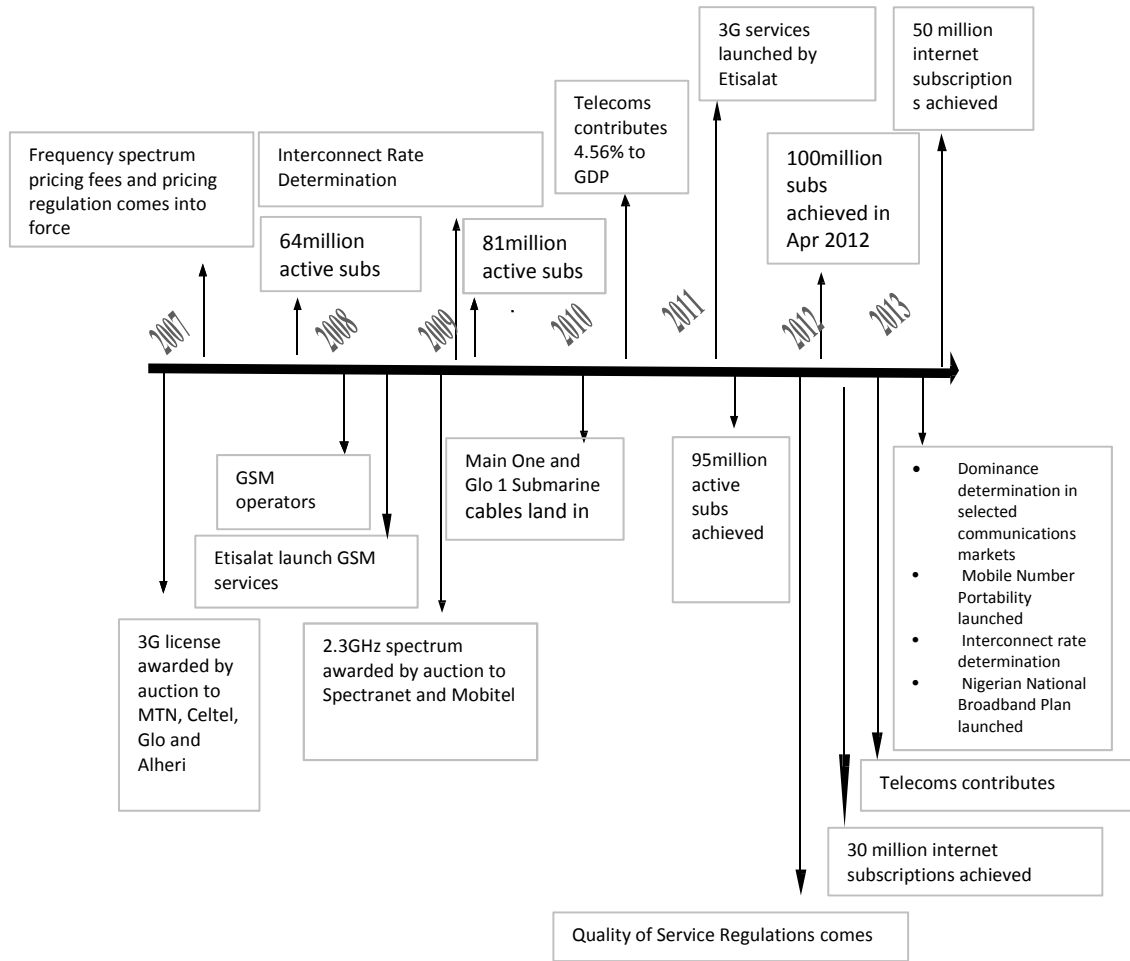 3G services
launched by
Etisalat
50 million
internet
subscription
s achieved
Telecoms
contributes
4.56% to
GDP
Frequency spectrum
pricing fees and pricing
regulation comes into
force
Interconnect Rate
Determination
100million
subs
achieved in
Apr 2012
64million
active subs
81million
active subs
.
2007
2008
2009
2010
2011
2012
2013
GSM
operators
Etisalat launch GSM
services
Main One and
Glo 1 Submarine
cables land in
95million
active
subs
achieved
3G license
awarded by
auction to
MTN, Celtel,
Glo and
Alheri
2.3GHz spectrum
awarded by auction to
Spectranet and Mobitel
• Dominance
determination in
selected
communications
markets
• Mobile Number
Portability
launched
• Interconnect rate
determination
• Nigerian National
Broadband Plan
launched
Telecoms contributes
30 million internet
subscriptions achieved
Quality of Service Regulations comes